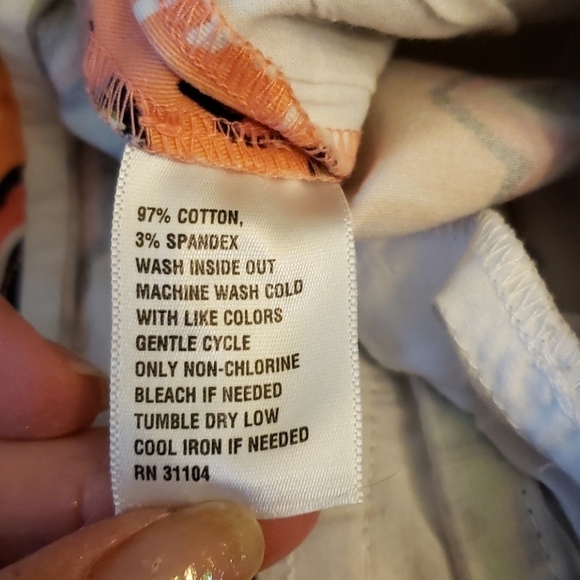 97% COTTON,
3% SPANDEX
WASH INSIDE OUT
MACHINE WASH COLD
WITH LIKE COLORS
GENTLE CYCLE
ONLY NON-CHLORINE
BLEACH IF NEEDED
TUMBLE DRY LOW
COOL IRON IF NEEDED
RN 31104